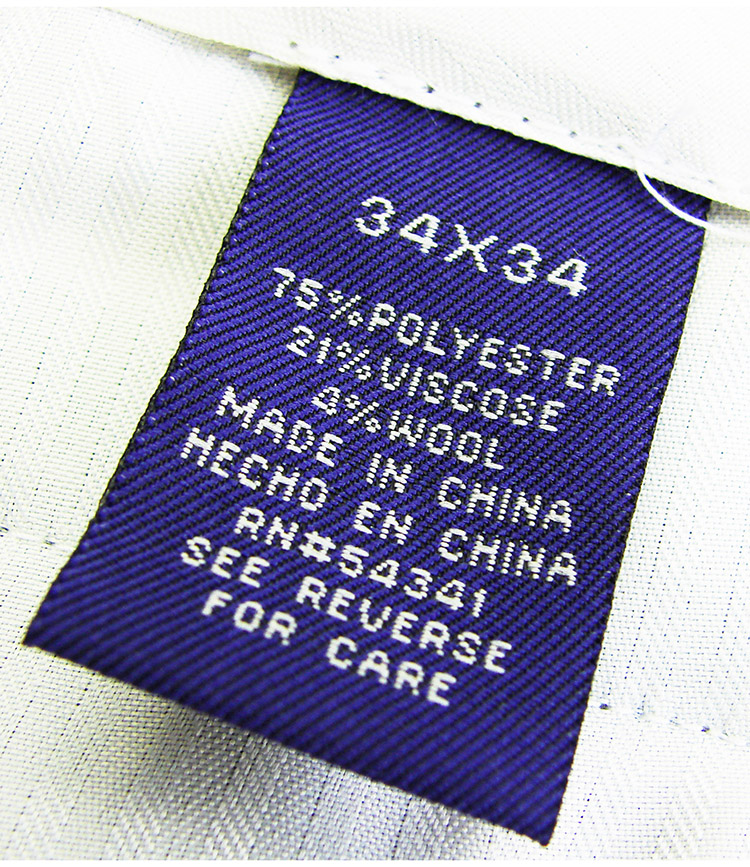 34X34
75%POLYESTER
21%VISCOSE
4%WOOL
MADE IN CHINA
HECHO EN CHINA
RN#54341
SEE REVERSE
FOR CARE